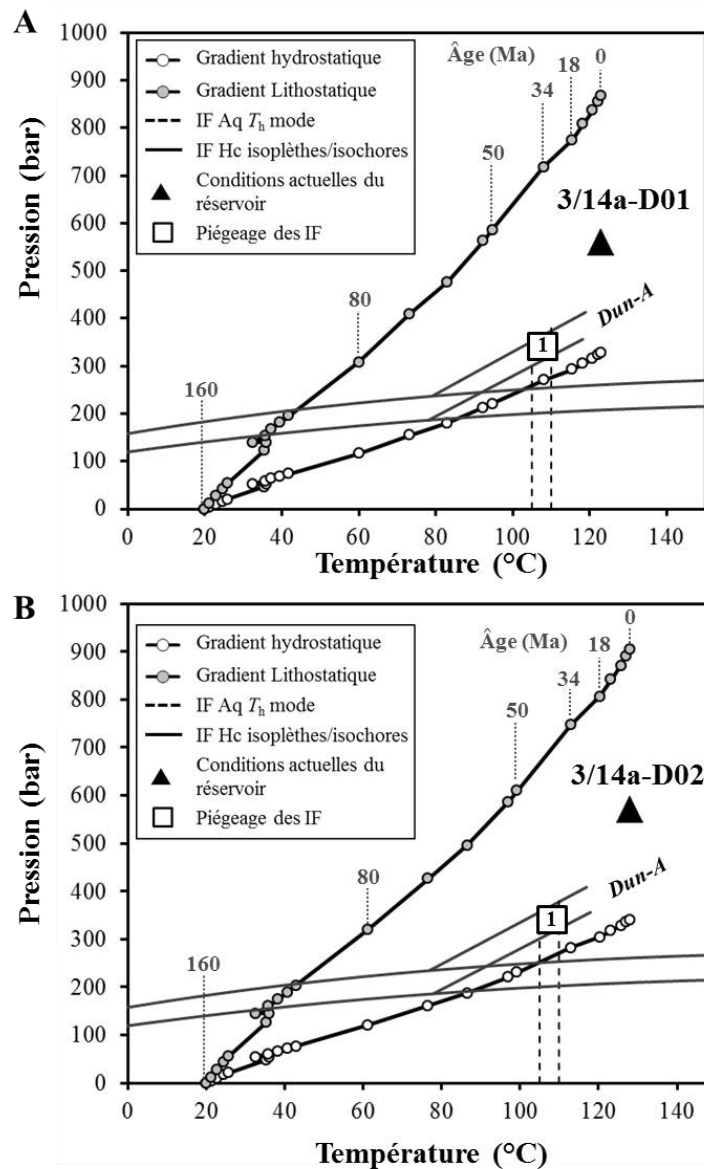 A
1000
900
800
700
600
500
400
300
200
100
0
Pression (bar)
Gradient hydrostatique
Gradient Lithostatique
IF Aq Th mode
IF Hc isoplèthes/isochores
Conditions actuelles du
réservoir
Piégeage des IF
Âge (Ma)
0
18
34
50
80
160
3/14a-D01
Dun-A
1
0
20
40
60
80
100
120
140
Température (°C)
B
1000
900
800
700
600
500
400
300
200
100
0
Pression (bar)
Gradient hydrostatique
Gradient Lithostatique
IF Aq Th mode
IF Hc isoplèthes/isochores
Conditions actuelles du
réservoir
Piégeage des IF
Âge (Ma)
0
18
34
50
80
160
3/14a-D02
Dun-A
1
0
20
40
60
80
100
120
140
Température (°C)